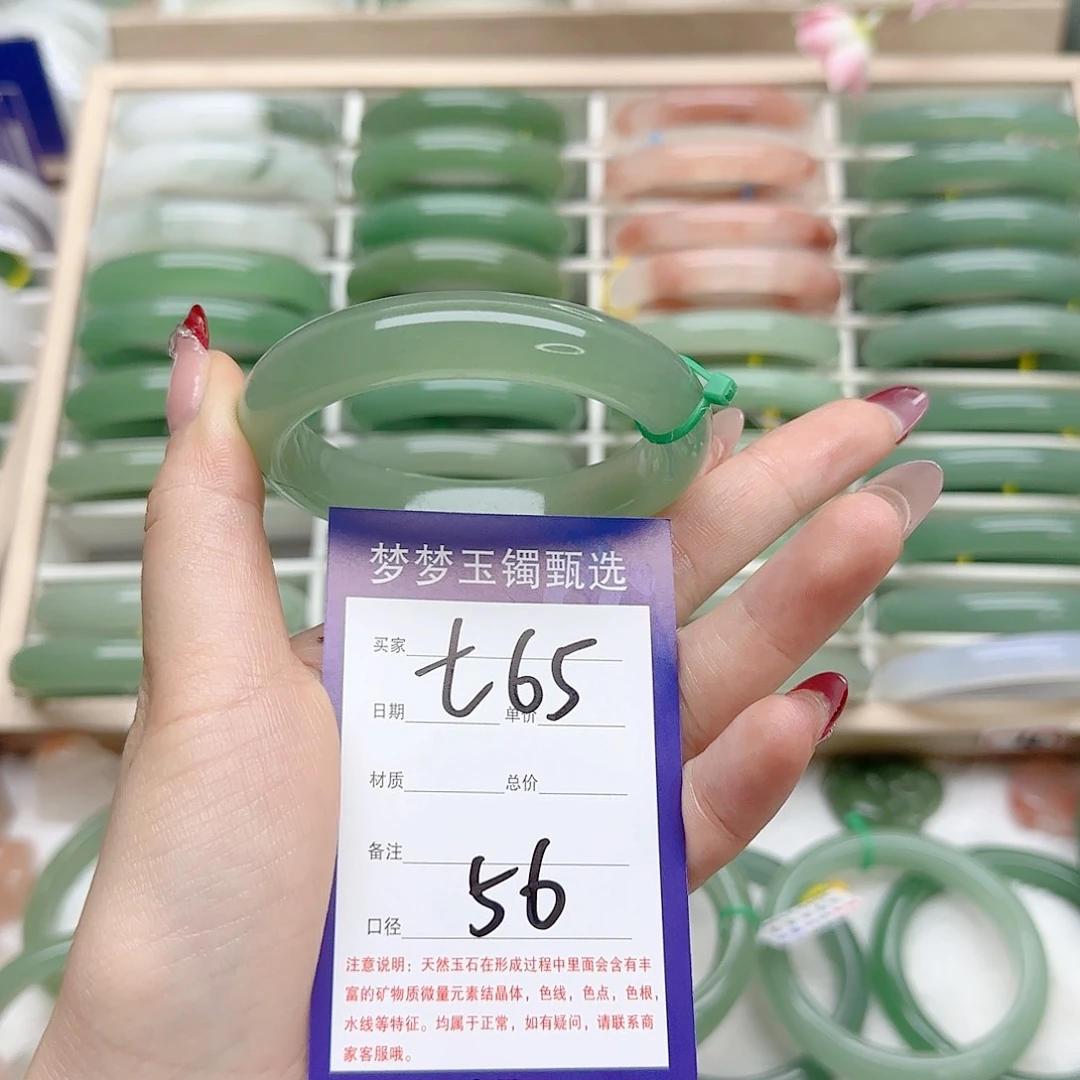 梦梦玉镯甄选
买家 t65
日期 单价
材质 总价
备注
口径 56
注意说明：天然玉石在形成过程中里面会含有丰
富的矿物质微量元素结晶体，色线，色点，色根，
水线等特征。均属于正常，如有疑问，请联系商
家客服哦。